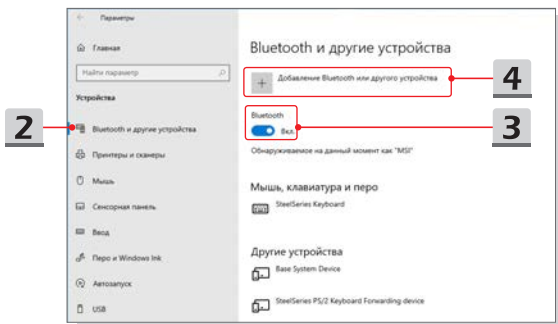 Параметры
Главная
Найти параметр
Устройства
2
Bluetooth и другие устройства
Принтеры и сканеры
Мышь
Сенсорная панель
Ввод
Перо и Windows Ink
Автозапуск
USB
Bluetooth и другие устройства
Добавление Bluetooth или другого устройства
4
Bluetooth
Вкл.
3
Обнаруживаемое на данный момент как "MSI"
Мышь, клавиатура и перо
SteelSeries Keyboard
Другие устройства
Base System Device
SteelSeries PS/2 Keyboard Forwarding device